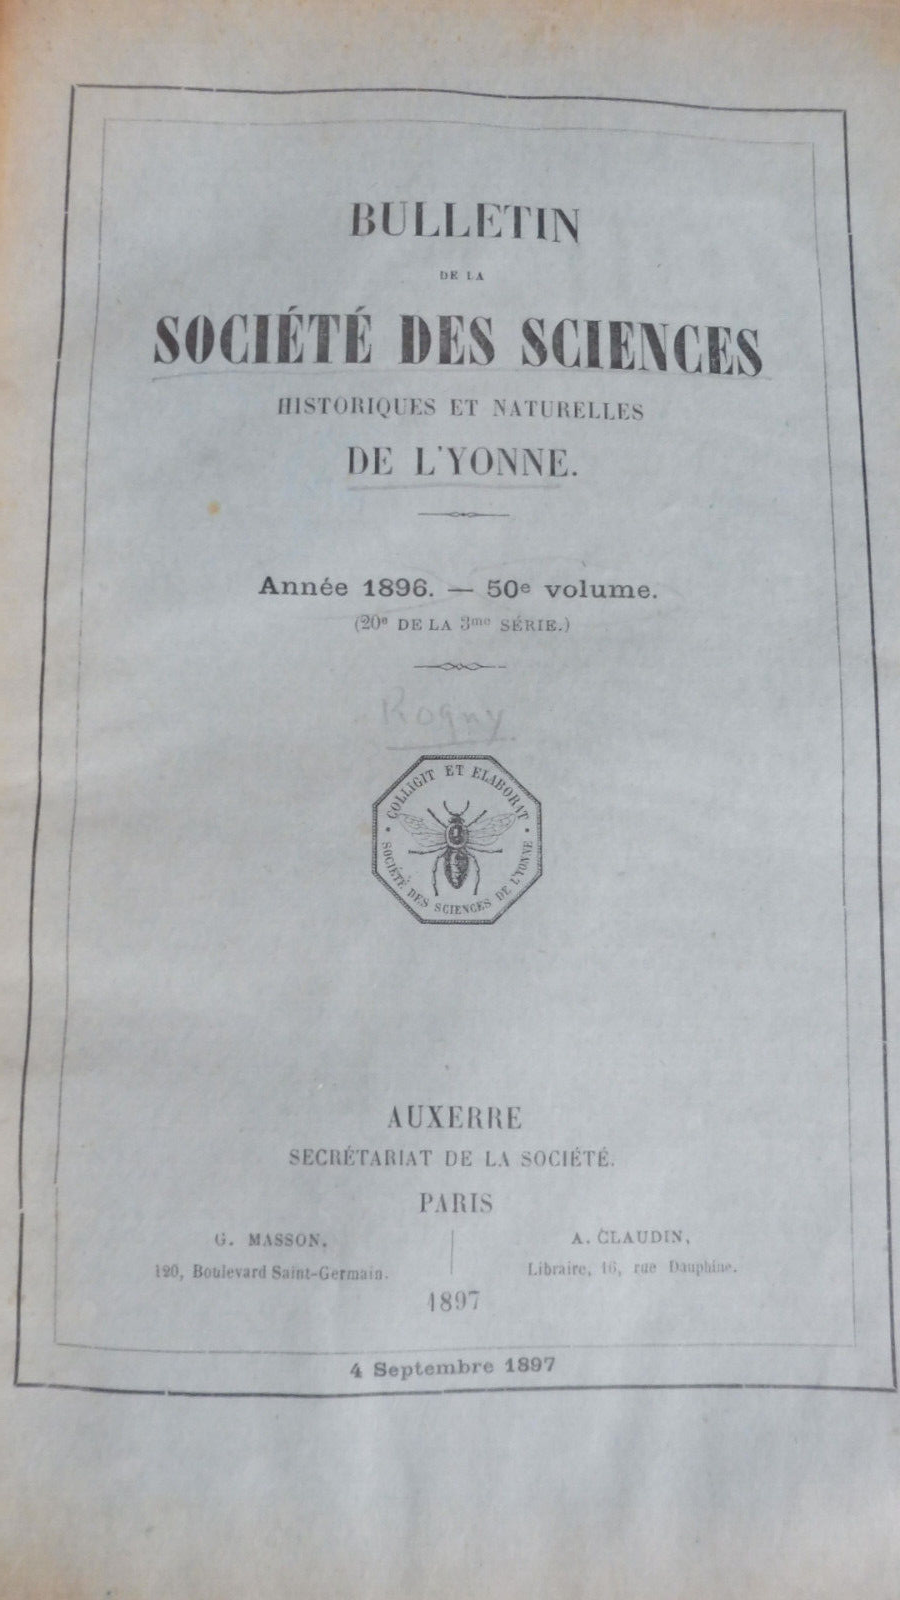 BULLETIN
DE LA
SOCIÉTÉ DES SCIENCES
HISTORIQUES ET NATURELLES
DE L'YONNE.
Année 1896. — 50e volume.
(20e DE LA 3me SÉRIE.)
Rogny
COLLIGIT ET ELABORAT
SOCIÉTÉ DES SCIENCES DE L'YONNE
AUXERRE
SECRÉTARIAT DE LA SOCIÉTÉ.
PARIS
G. MASSON,
120, Boulevard Saint-Germain.
A. CLAUDIN,
Libraire, 16, rue Dauphine.
1897
4 Septembre 1897